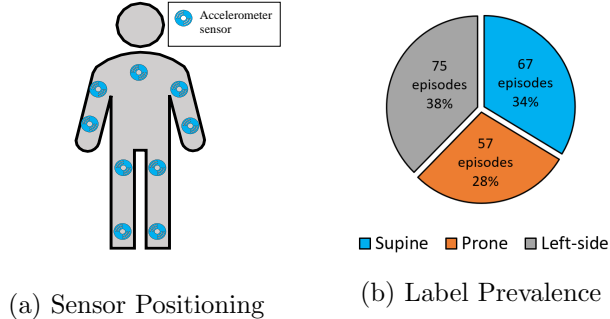 Accelerometer
sensor
75
episodes
38%
67
episodes
34%
57
episodes
28%
Supine Prone Left-side
(a) Sensor Positioning
(b) Label Prevalence